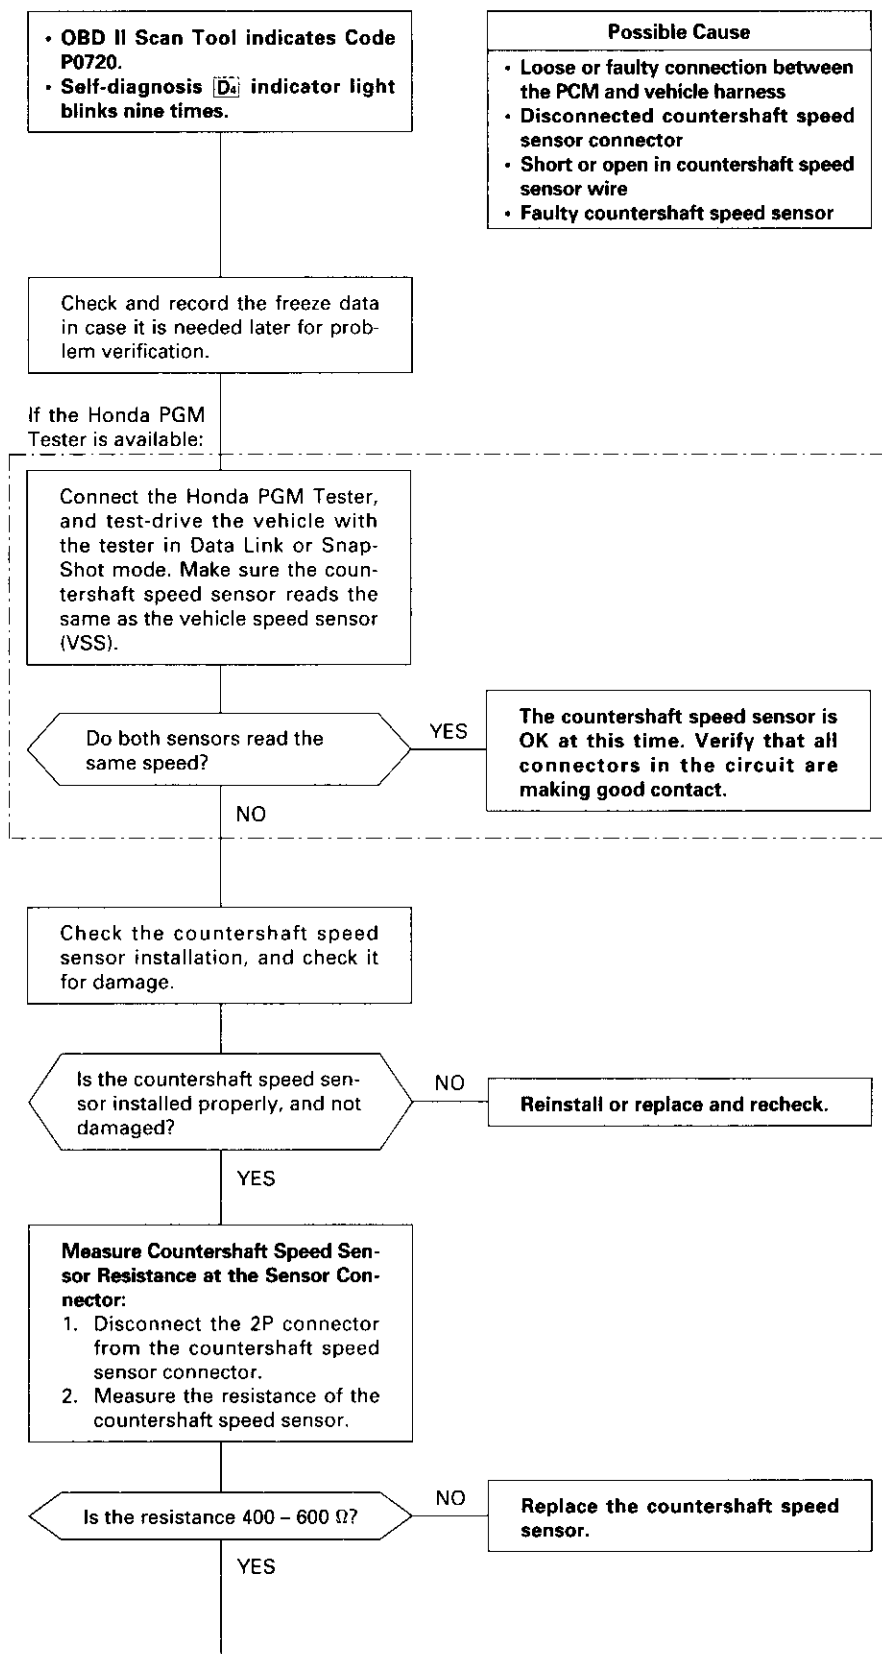 • OBD II Scan Tool indicates Code
P0720.
• Self-diagnosis D4 indicator light
blinks nine times.
Possible Cause
• Loose or faulty connection between
the PCM and vehicle harness
• Disconnected countershaft speed
sensor connector
• Short or open in countershaft speed
sensor wire
• Faulty countershaft speed sensor
Check and record the freeze data
in case it is needed later for prob-
lem verification.
If the Honda PGM
Tester is available:
Connect the Honda PGM Tester,
and test-drive the vehicle with
the tester in Data Link or Snap-
Shot mode. Make sure the coun-
tershaft speed sensor reads the
same as the vehicle speed sensor
(VSS).
Do both sensors read the
same speed?
YES
The countershaft speed sensor is
OK at this time. Verify that all
connectors in the circuit are
making good contact.
NO
Check the countershaft speed
sensor installation, and check it
for damage.
Is the countershaft speed sen-
sor installed properly, and not
damaged?
NO
Reinstall or replace and recheck.
YES
Measure Countershaft Speed Sen-
sor Resistance at the Sensor Con-
nector:
1. Disconnect the 2P connector
from the countershaft speed
sensor connector.
2. Measure the resistance of the
countershaft speed sensor.
Is the resistance 400 – 600 Ω?
NO
Replace the countershaft speed
sensor.
YES